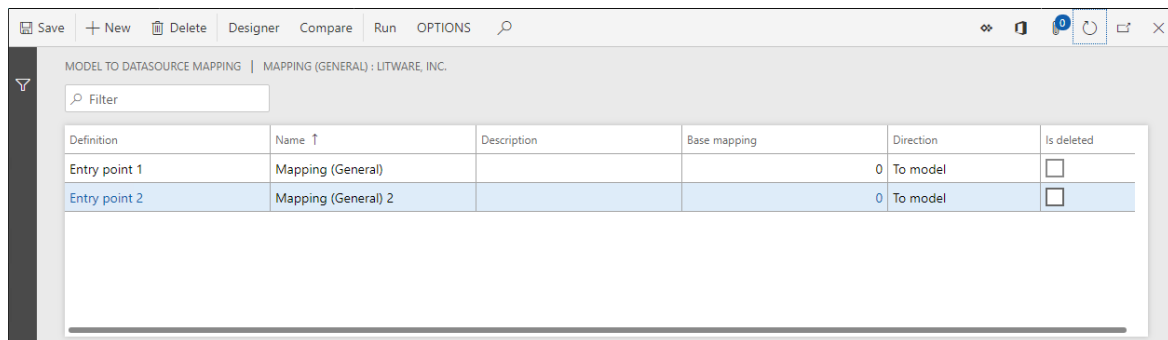 Save New Delete Designer Compare Run OPTIONS 0
MODEL TO DATASOURCE MAPPING | MAPPING (GENERAL) : LITWARE, INC.
Filter
Definition Name ↑ Description Base mapping Direction Is deleted
Entry point 1 Mapping (General) 0 To model
Entry point 2 Mapping (General) 2 0 To model